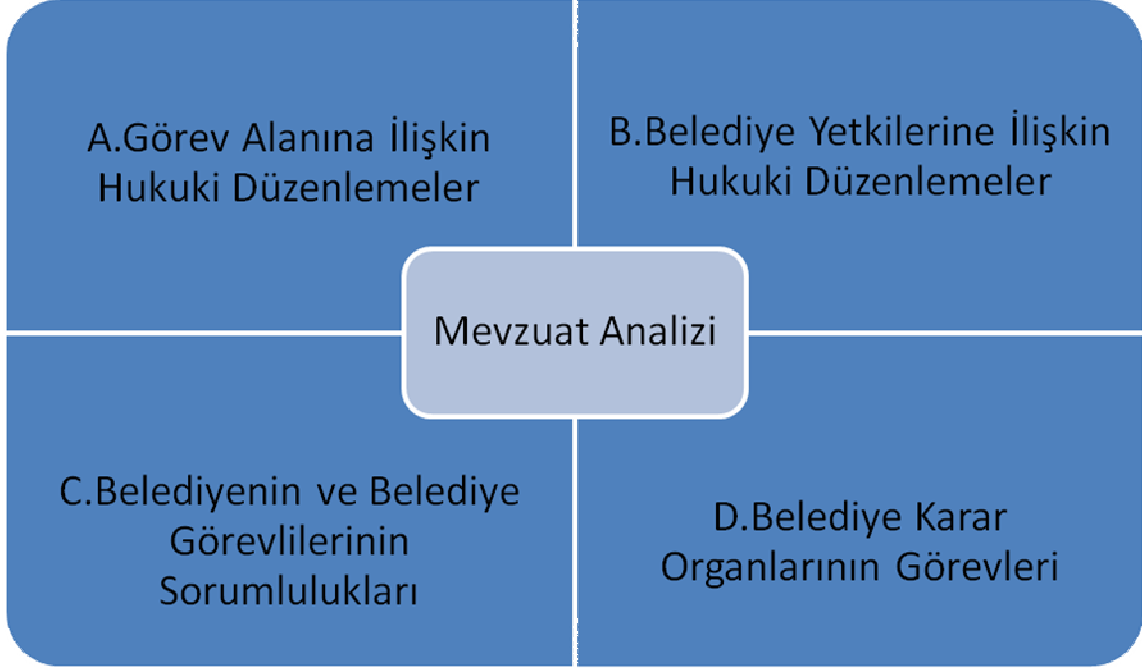 A.Görev Alanına İlişkin
Hukuki Düzenlemeler
B.Belediye Yetkilerine İlişkin
Hukuki Düzenlemeler
Mevzuat Analizi
C.Belediyenin ve Belediye
Görevlilerinin
Sorumlulukları
D.Belediye Karar
Organlarının Görevleri